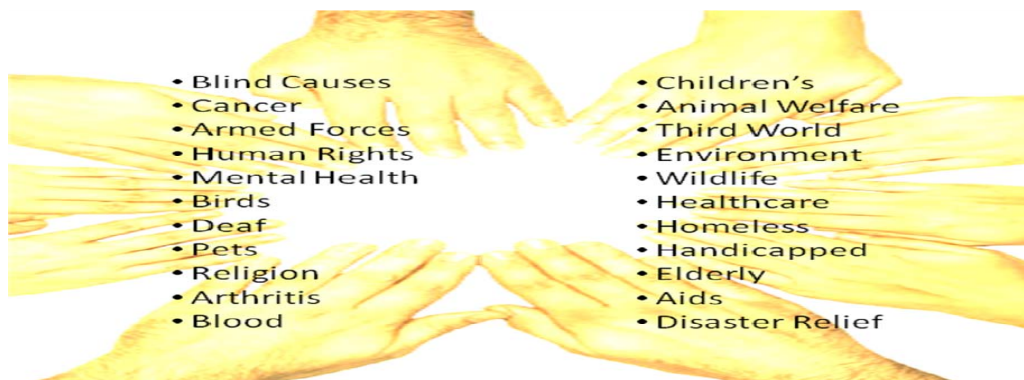 • Blind Causes
• Cancer
• Armed Forces
• Human Rights
• Mental Health
• Birds
• Deaf
• Pets
• Religion
• Arthritis
• Blood
• Children’s
• Animal Welfare
• Third World
• Environment
• Wildlife
• Healthcare
• Homeless
• Handicapped
• Elderly
• Aids
• Disaster Relief